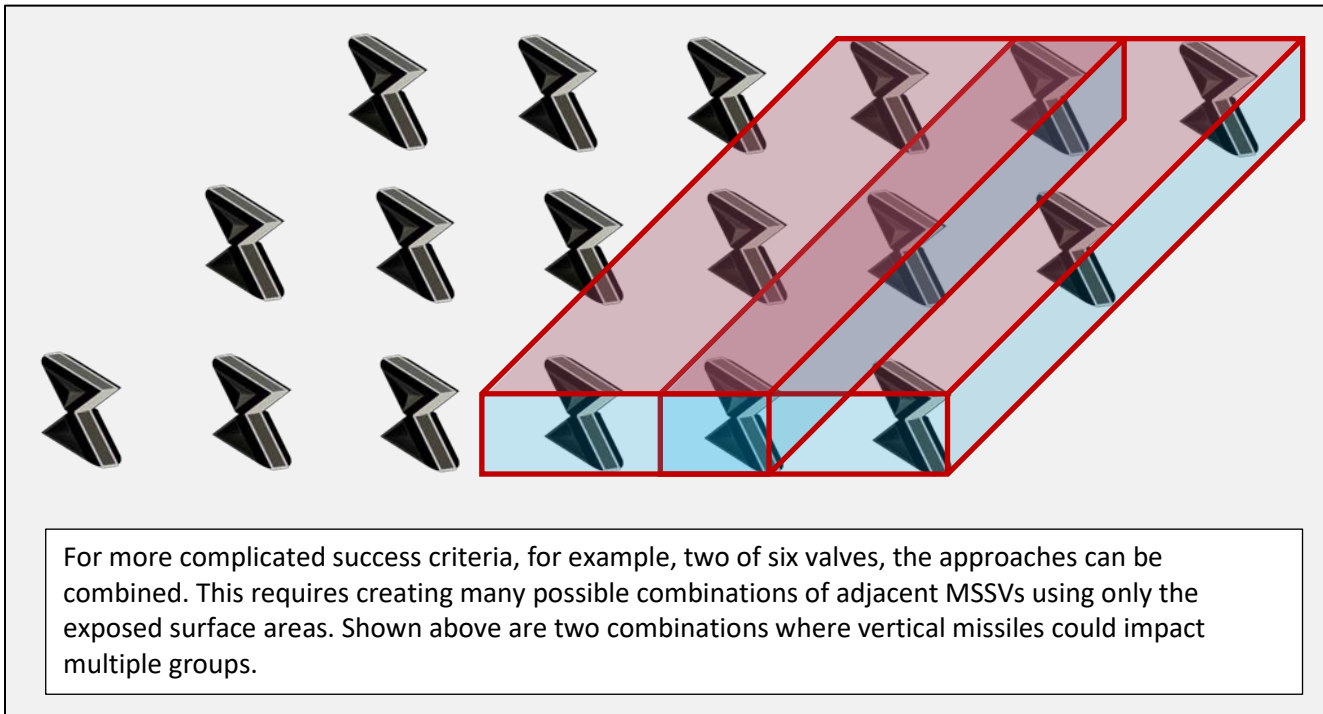 For more complicated success criteria, for example, two of six valves, the approaches can be
combined. This requires creating many possible combinations of adjacent MSSVs using only the
exposed surface areas. Shown above are two combinations where vertical missiles could impact
multiple groups.